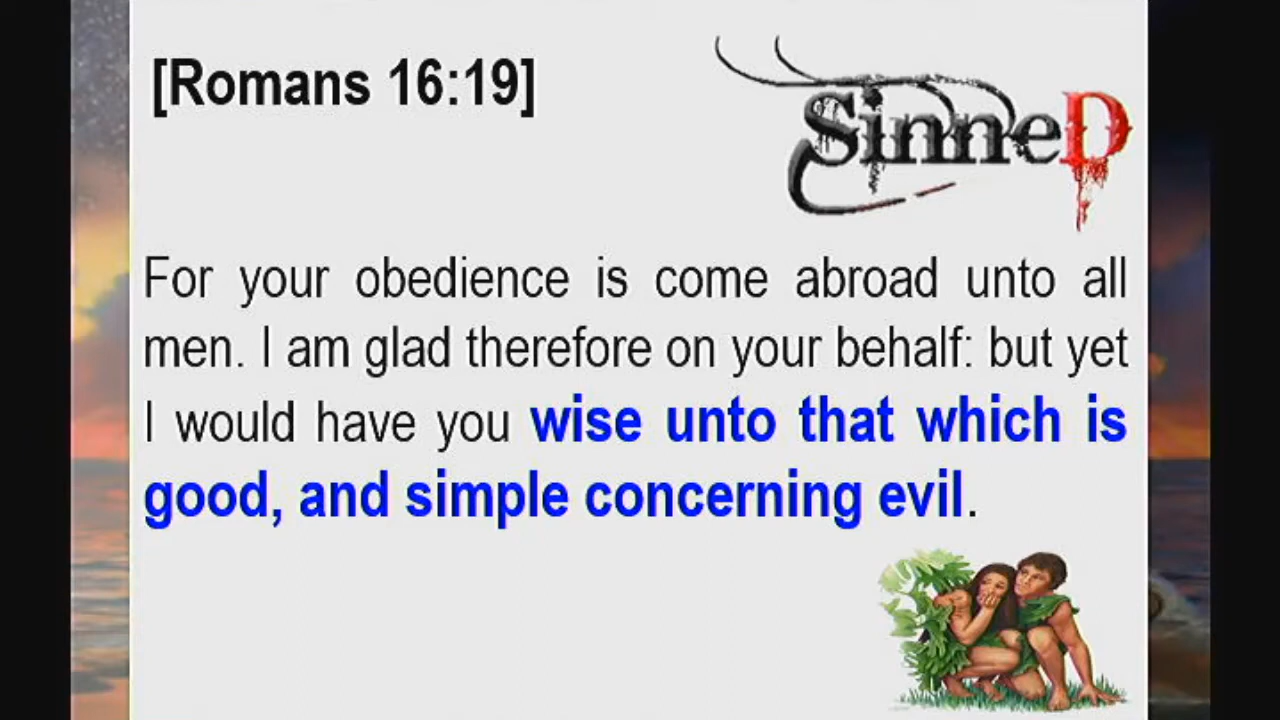 [Romans 16:19]
SinneD
For your obedience is come abroad unto all
men. I am glad therefore on your behalf: but yet
I would have you wise unto that which is
good, and simple concerning evil.